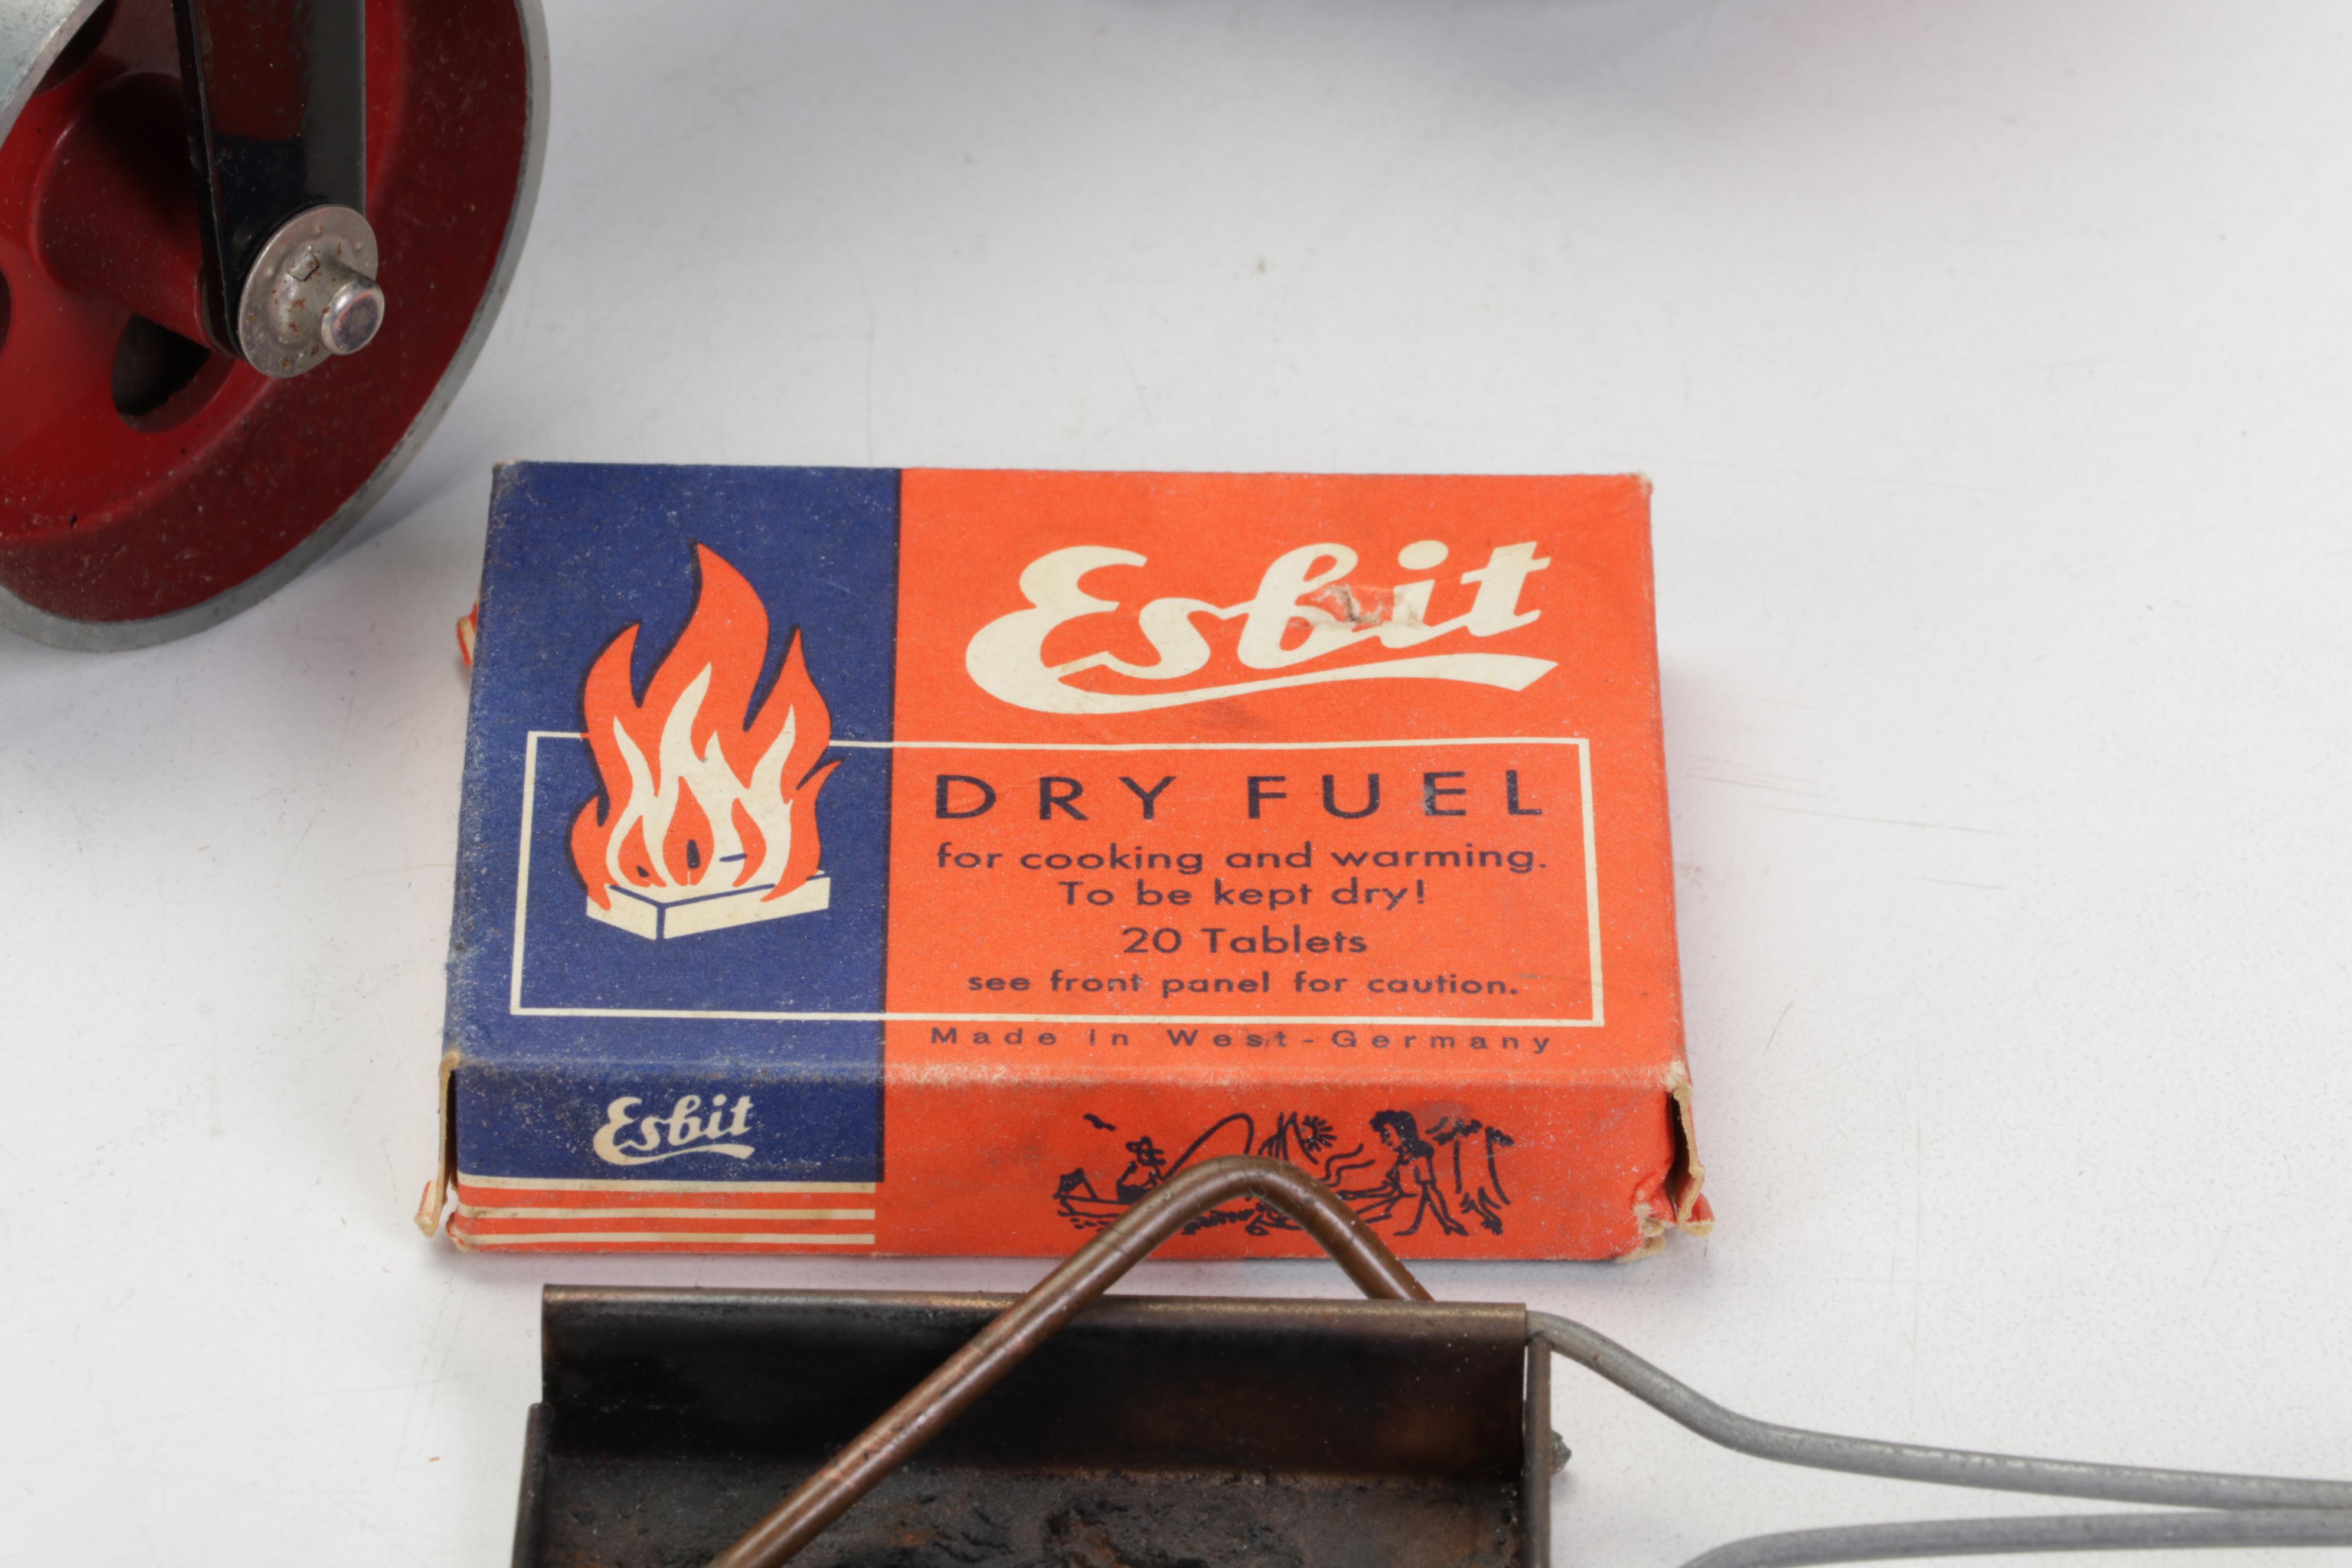 Esbit
DRY FUEL
for cooking and warming.
To be kept dry!
20 Tablets
see front panel for caution.
Made in West-Germany
Esbit